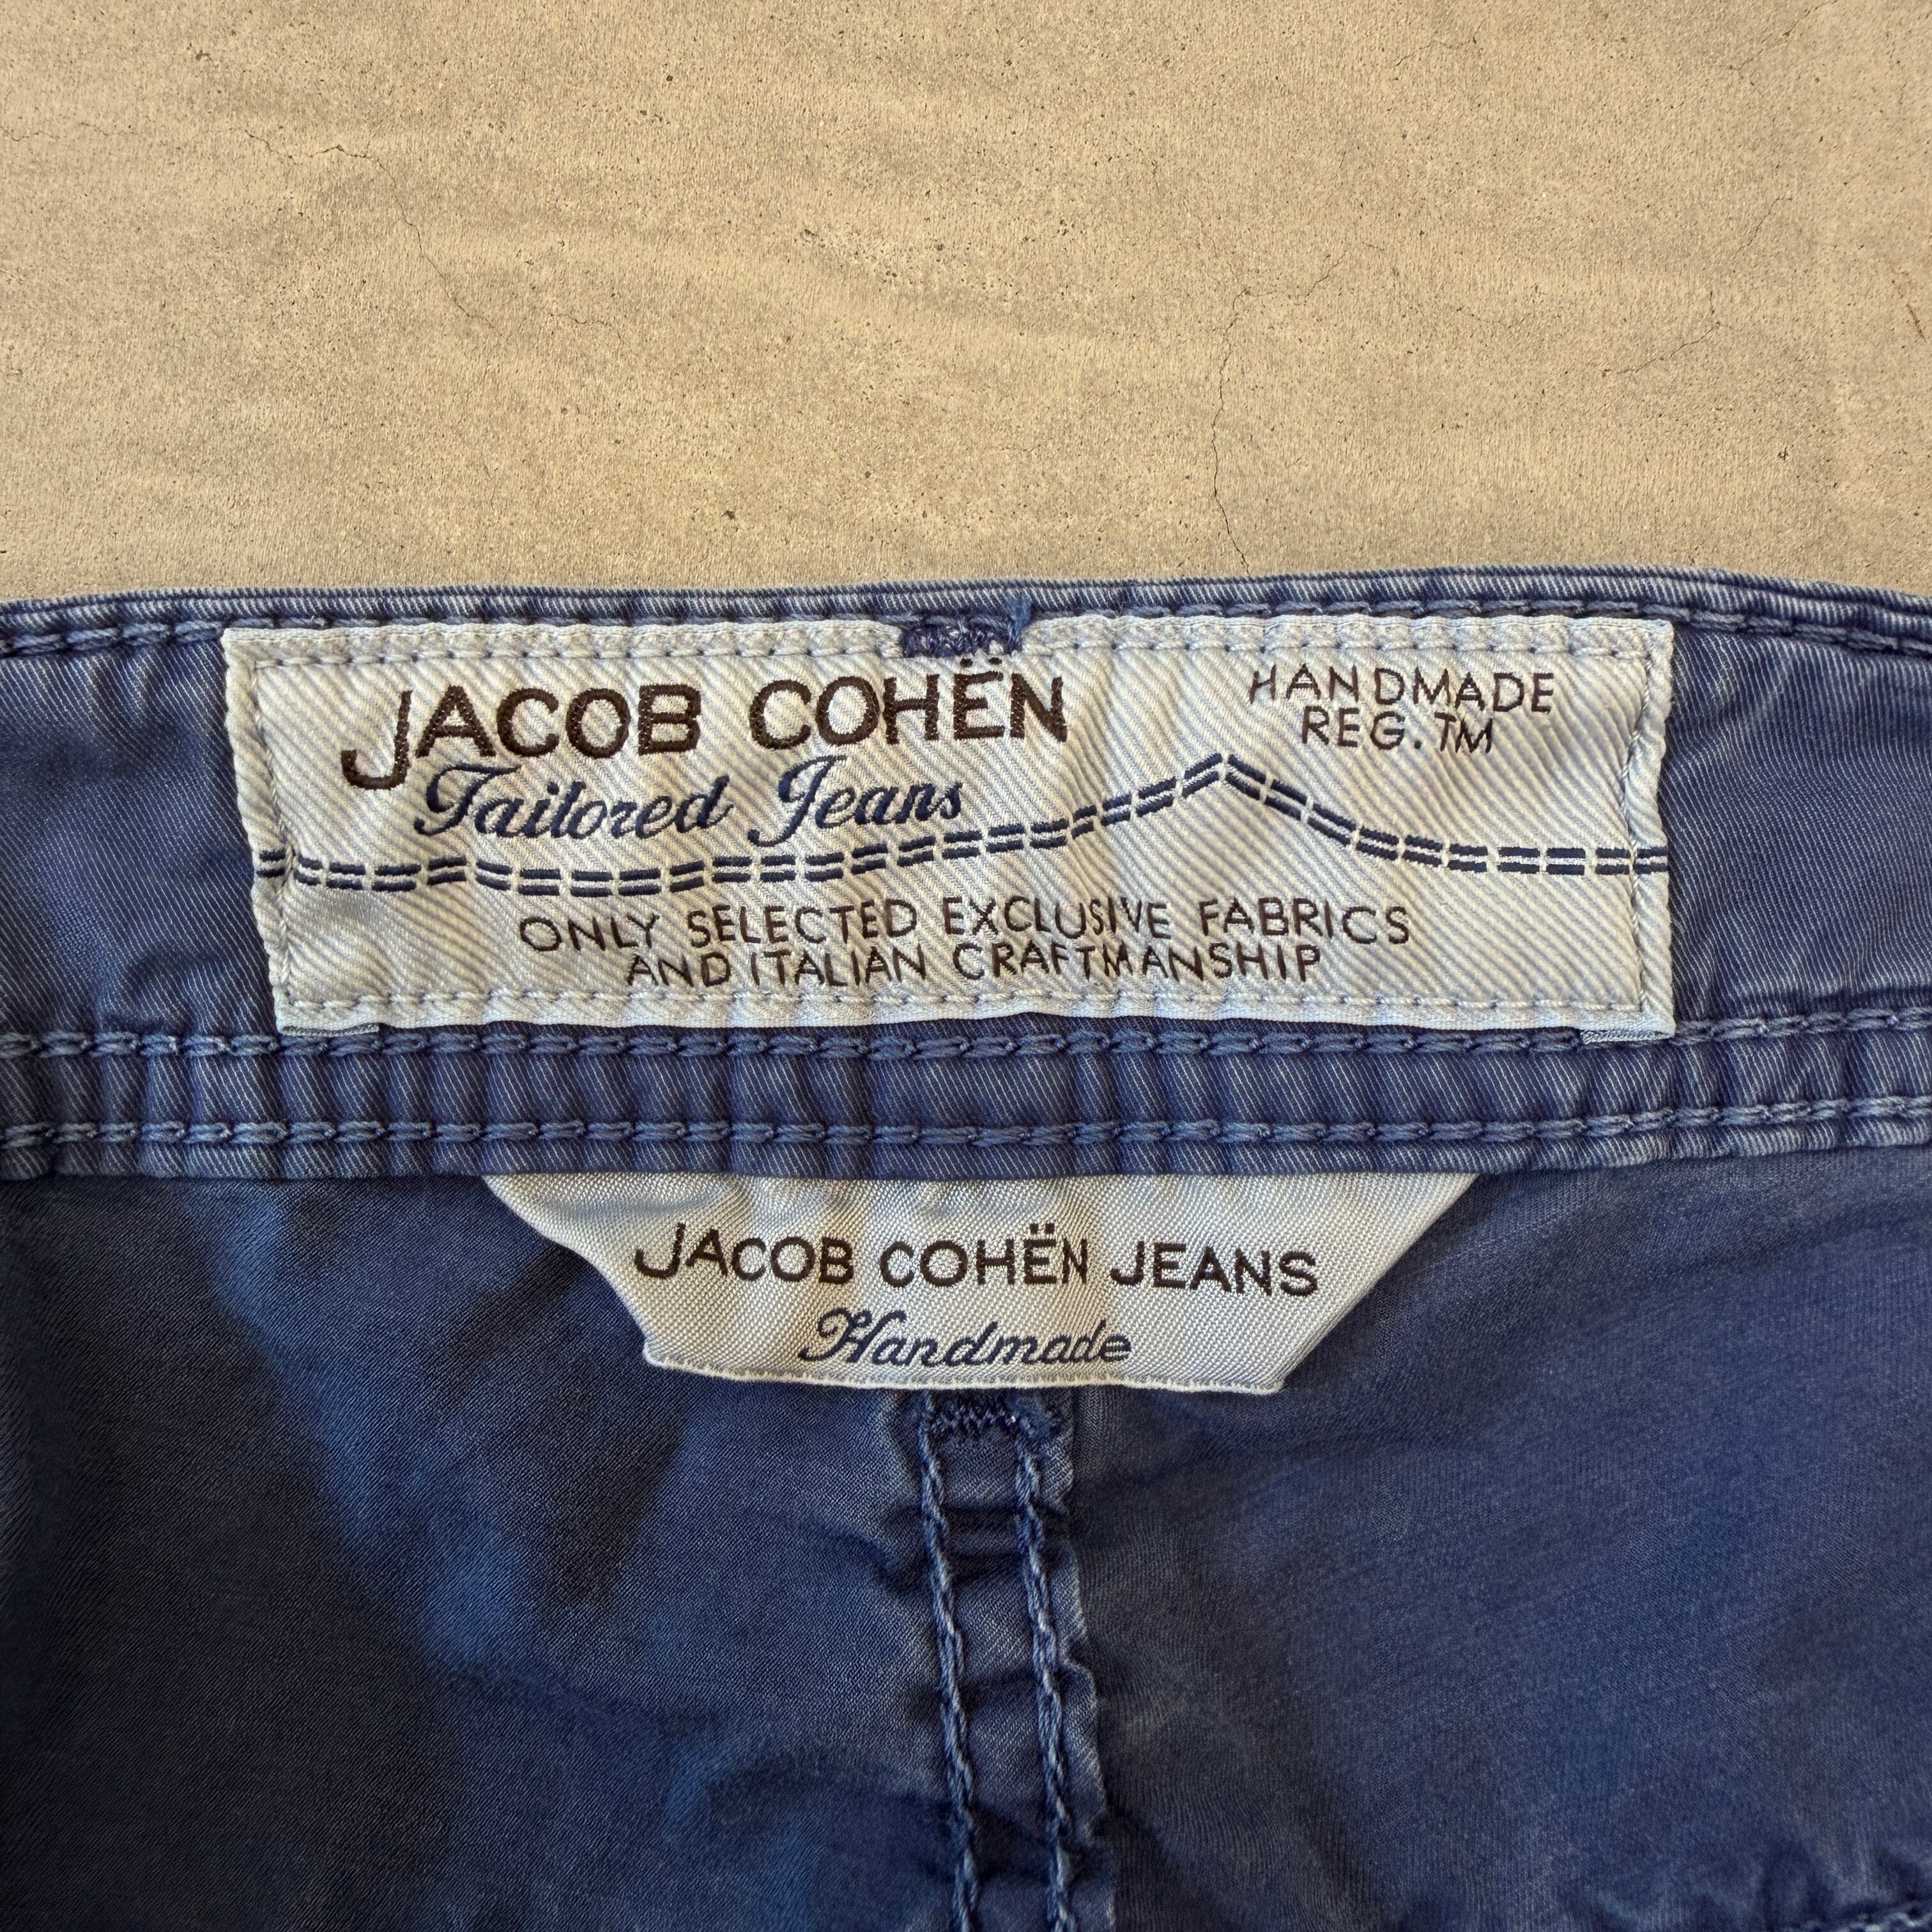 JACOB COHËN
HANDMADE
REG.TM
Tailored Jeans
ONLY SELECTED EXCLUSIVE FABRICS
AND ITALIAN CRAFTMANSHIP
JACOB COHËN JEANS
Handmade